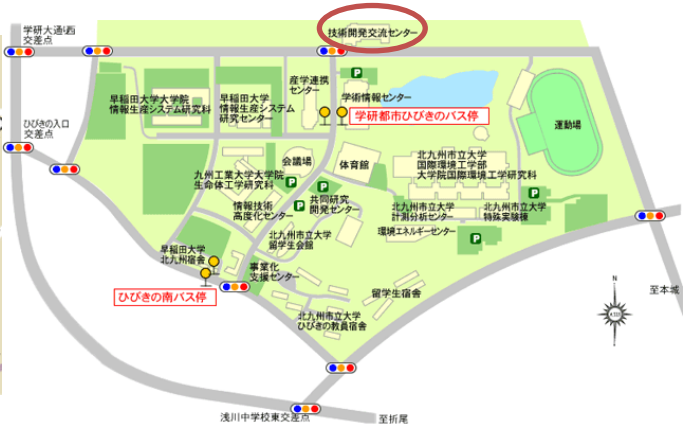 学研大通り西
交差点
技術開発交流センター
産学連携
センター
P
学術情報センター
早稲田大学大学院
情報生産システム研究科
早稲田大学
情報生産システム
研究センター
学研都市ひびきのバス停
運動場
ひびきの入口
交差点
会議場
体育館
北九州市立大学
国際環境工学部
大学院国際環境工学研究科
九州工業大学大学院
生命体工学研究科
P
P
P
P
情報技術
高度化センター
共同研究
開発センター
北九州市立大学
計測分析センター
北九州市立大学
特殊実験棟
環境エネルギーセンター
P
北九州市立大学
留学生会館
早稲田大学
北九州宿舎
事業化
支援センター
ひびきの南バス停
留学生宿舎
北九州市立大学
ひびきの教員宿舎
N
至本城
浅川中学校東交差点
至折尾